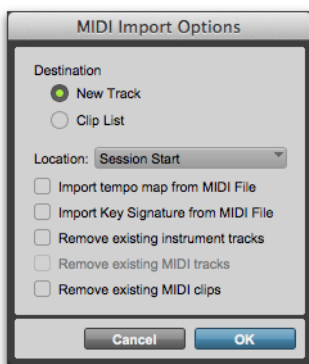 MIDI Import Options
Destination
New Track
Clip List
Location: Session Start
Import tempo map from MIDI File
Import Key Signature from MIDI File
Remove existing instrument tracks
Remove existing MIDI tracks
Remove existing MIDI clips
Cancel OK